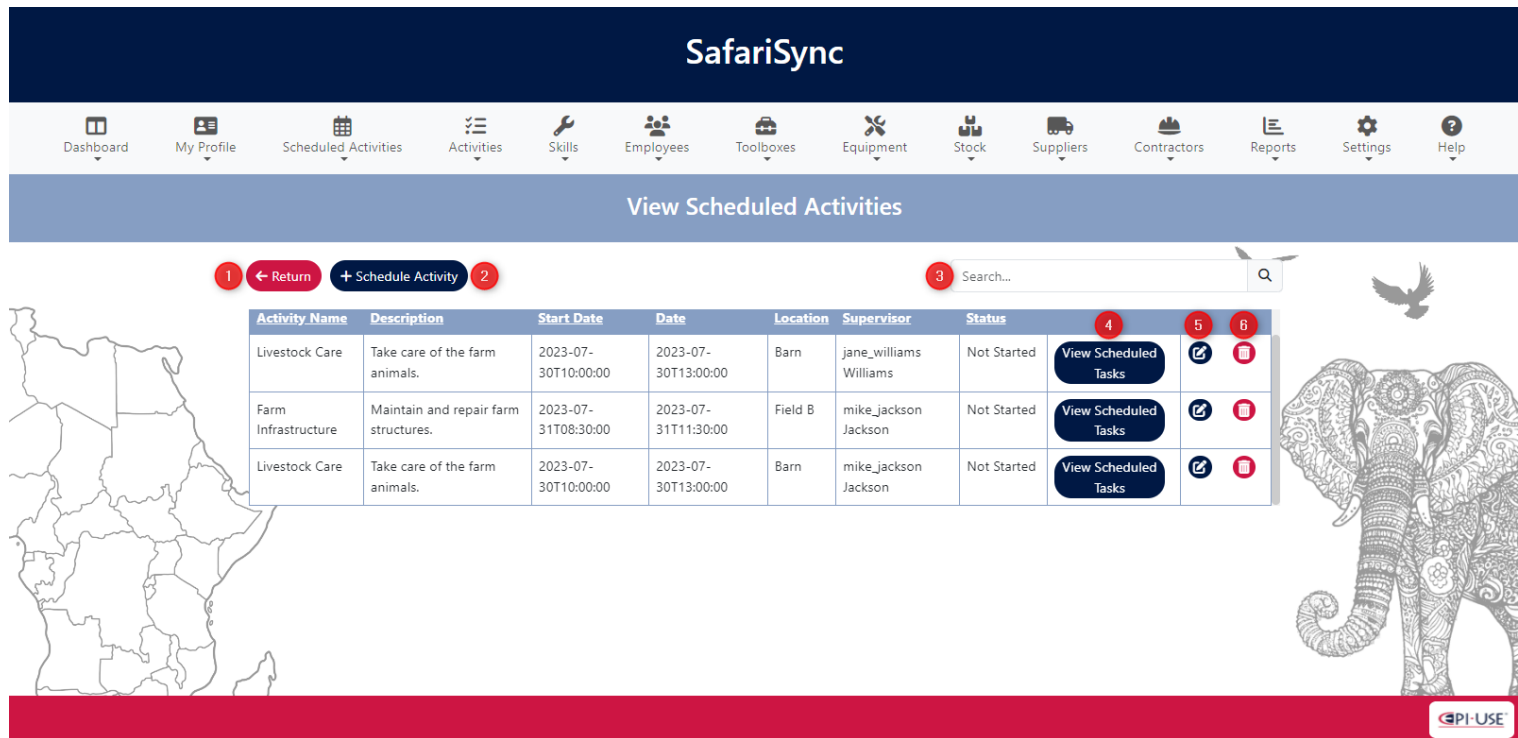 SafariSync
Dashboard My Profile Scheduled Activities Activities Skills Employees Toolboxes Equipment Stock Suppliers Contractors Reports Settings Help
View Scheduled Activities
1 Return + Schedule Activity 2 3 Search...
Activity Name Description Start Date Date Location Supervisor Status 4 5 6
Livestock Care Take care of the farm 2023-07- 2023-07- Barn jane_williams Not Started View Scheduled
animals. 30T10:00:00 30T13:00:00 Williams Tasks
Farm Maintain and repair farm 2023-07- 2023-07- Field B mike_jackson Not Started View Scheduled
Infrastructure structures. 31T08:30:00 31T11:30:00 Jackson Tasks
Livestock Care Take care of the farm 2023-07- 2023-07- Barn mike_jackson Not Started View Scheduled
animals. 30T10:00:00 30T13:00:00 Jackson Tasks
EPI-USE